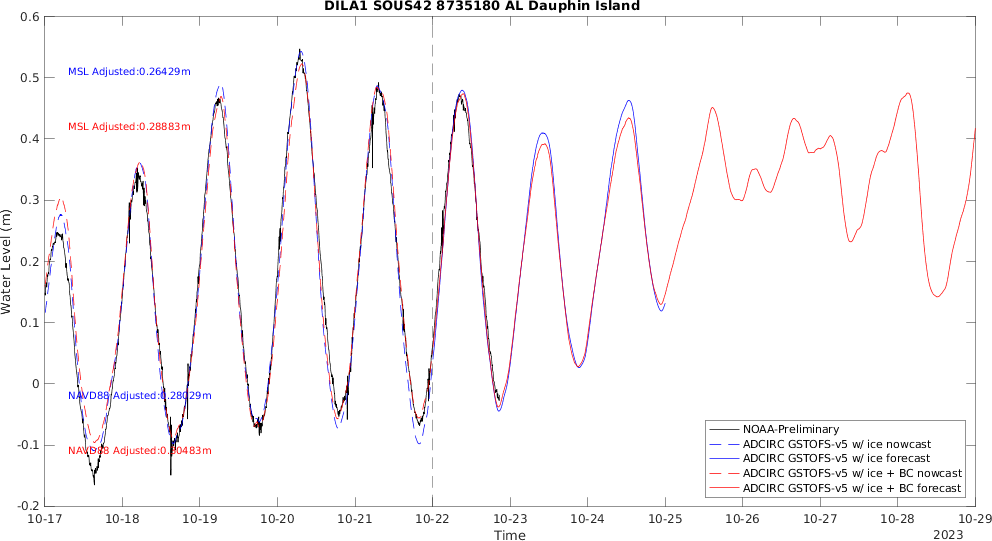 DILA1 SOUS42 8735180 AL Dauphin Island
0.6
0.5
0.4
0.3
0.2
0.1
0
-0.1
-0.2
Water Level (m)
MSL Adjusted:0.26429m
MSL Adjusted:0.28883m
NAVD88 Adjusted:0.28029m
NAVD88 Adjusted:0.30483m
NOAA-Preliminary
ADCIRC GSTOFS-v5 w/ ice nowcast
ADCIRC GSTOFS-v5 w/ ice forecast
ADCIRC GSTOFS-v5 w/ ice + BC nowcast
ADCIRC GSTOFS-v5 w/ ice + BC forecast
10-17 10-18 10-19 10-20 10-21 10-22 10-23 10-24 10-25 10-26 10-27 10-28 10-29
Time
2023